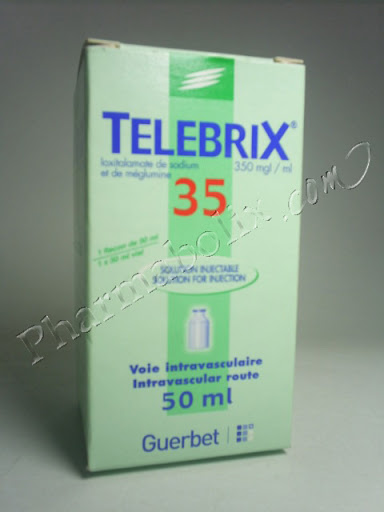 TELEBRIX®
Ioxitalamate de sodium
et de méglumine
350 mgI / ml
35
1 flacon de 50 ml
1 x 50 ml vial
SOLUTION INJECTABLE
SOLUTION FOR INJECTION
Pharmabolix.com
Voie intravasculaire
Intravascular route
50 ml
Guerbet